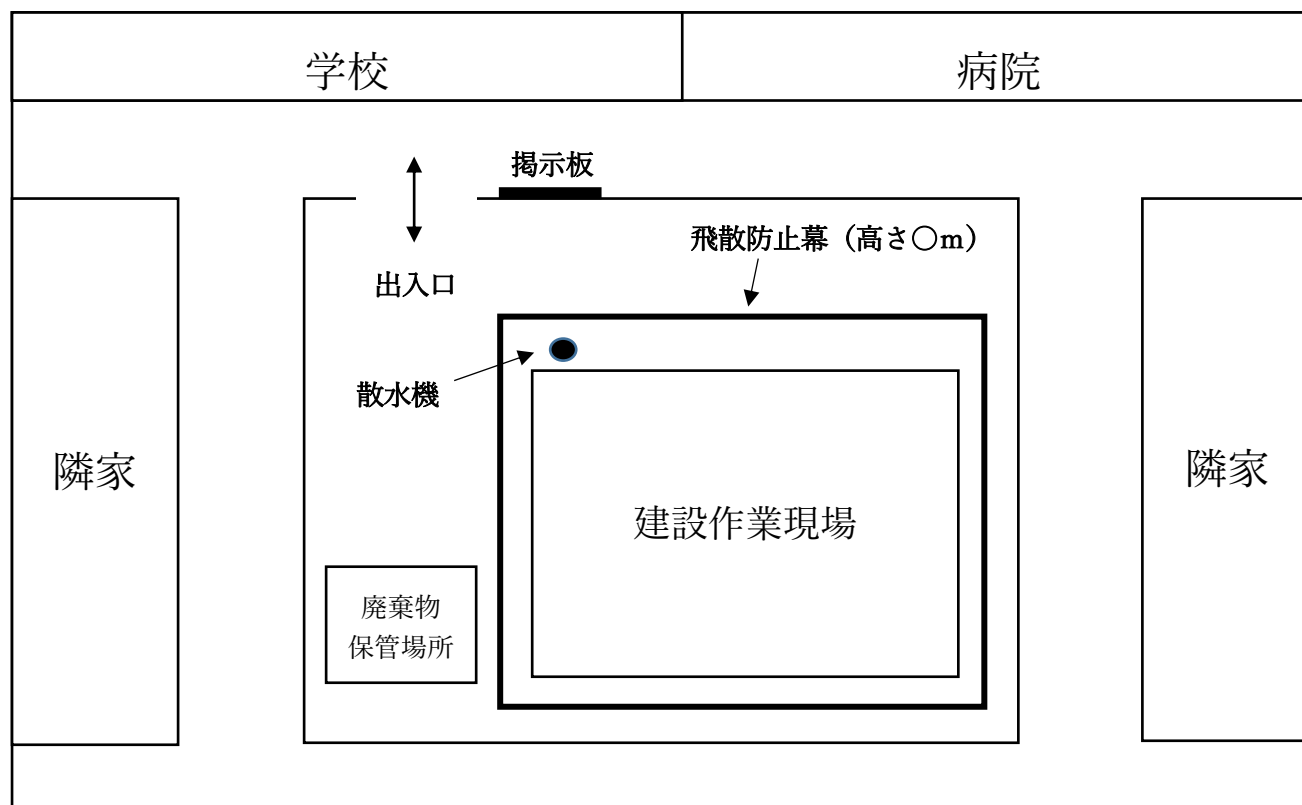 学校
病院
掲示板
飛散防止幕（高さ○m）
出入口
散水機
隣家
隣家
建設作業現場
廃棄物
保管場所